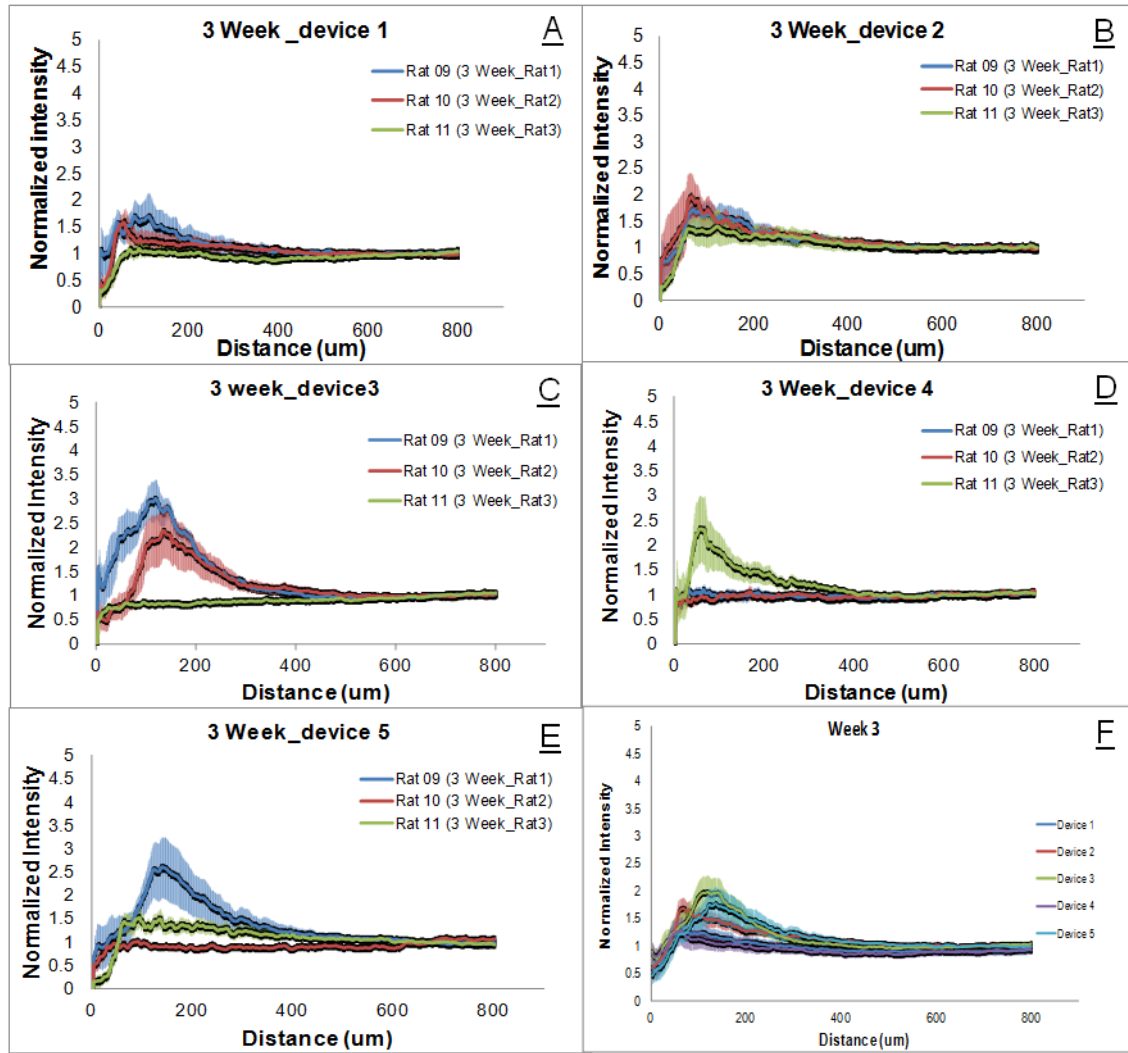 3 Week _device 1
A
5
4.5
4
3.5
3
2.5
2
1.5
1
0.5
0
Normalized intensity
Rat 09 (3 Week_Rat1)
Rat 10 (3 Week_Rat2)
Rat 11 (3 Week_Rat3)
0 200 400 600 800
Distance (um)
3 Week_device 2
B
5
4.5
4
3.5
3
2.5
2
1.5
1
0.5
0
Normalized Intensity
Rat 09 (3 Week_Rat1)
Rat 10 (3 Week_Rat2)
Rat 11 (3 Week_Rat3)
0 200 400 600 800
Distance (um)
3 week_device3
C
5
4.5
4
3.5
3
2.5
2
1.5
1
0.5
0
Normalized Intensity
Rat 09 (3 Week_Rat1)
Rat 10 (3 Week_Rat2)
Rat 11 (3 Week_Rat3)
0 200 400 600 800
Distance (um)
3 Week_device 4
D
5
4.5
4
3.5
3
2.5
2
1.5
1
0.5
0
Normalized Intensity
Rat 09 (3 Week_Rat1)
Rat 10 (3 Week_Rat2)
Rat 11 (3 Week_Rat3)
0 200 400 600 800
Distance (um)
3 Week_device 5
E
5
4.5
4
3.5
3
2.5
2
1.5
1
0.5
0
Normalized Intensity
Rat 09 (3 Week_Rat1)
Rat 10 (3 Week_Rat2)
Rat 11 (3 Week_Rat3)
0 200 400 600 800
Distance (um)
Week 3
F
5
4.5
4
3.5
3
2.5
2
1.5
1
0.5
0
Normalized Intensity
Device 1
Device 2
Device 3
Device 4
Device 5
0 200 400 600 800
Distance (um)